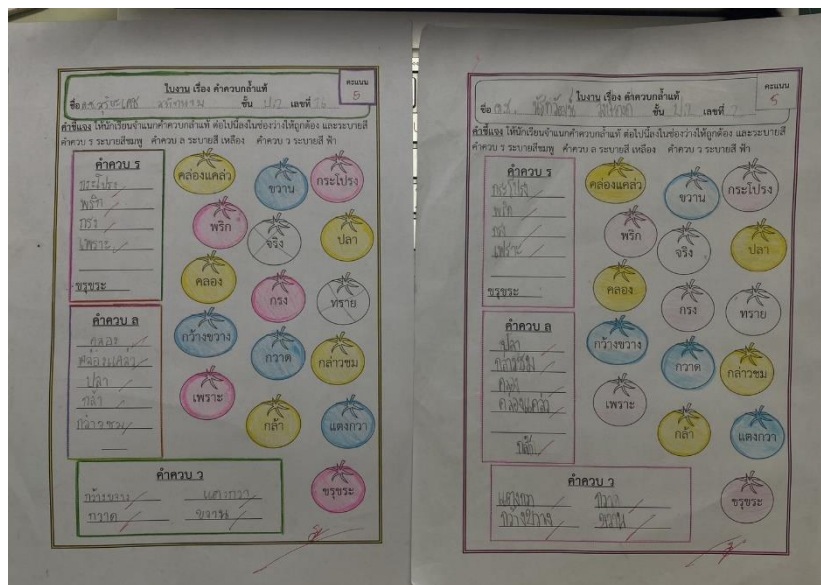 คะแนน
5
ใบงาน เรื่อง คำควบกล้ำแท้
ชื่อ ชั้น ป.2 เลขที่ 16
คำชี้แจง ให้นักเรียนจำแนกคำควบกล้ำแท้ ต่อไปนี้ลงในช่องว่างให้ถูกต้อง และระบายสี
คำควบ ร ระบายสีชมพู คำควบ ล ระบายสี เหลือง คำควบ ว ระบายสี ฟ้า
คำควบ ร
กระโปรง
พริก
กรง
เพราะ
ขรุขระ
คำควบ ล
คลอง
คล่องแคล่ว
ปลา
กล้า
กล่าวชม
คล่องแคล่ว
ขวาน
กระโปรง
พริก
จริง
ปลา
คลอง
กรง
ทราย
กว้างขวาง
กวาด
กล่าวชม
เพราะ
กล้า
แตงกวา
ขรุขระ
คำควบ ว
กว้างขวาง แตงกวา
กวาด ขวาน
คะแนน
5
ใบงาน เรื่อง คำควบกล้ำแท้
ชื่อ ชั้น ป.2 เลขที่
คำชี้แจง ให้นักเรียนจำแนกคำควบกล้ำแท้ ต่อไปนี้ลงในช่องว่างให้ถูกต้อง และระบายสี
คำควบ ร ระบายสีชมพู คำควบ ล ระบายสี เหลือง คำควบ ว ระบายสี ฟ้า
คำควบ ร
กระโปรง
พริก
กรง
เพราะ
ขรุขระ
คำควบ ล
ปลา
กล่าวชม
คลอง
คล่องแคล่ว
กล้า
คล่องแคล่ว
ขวาน
กระโปรง
พริก
จริง
ปลา
คลอง
กรง
ทราย
กว้างขวาง
กวาด
กล่าวชม
เพราะ
กล้า
แตงกวา
ขรุขระ
คำควบ ว
แตงกวา กวาด
กว้างขวาง ขวาน